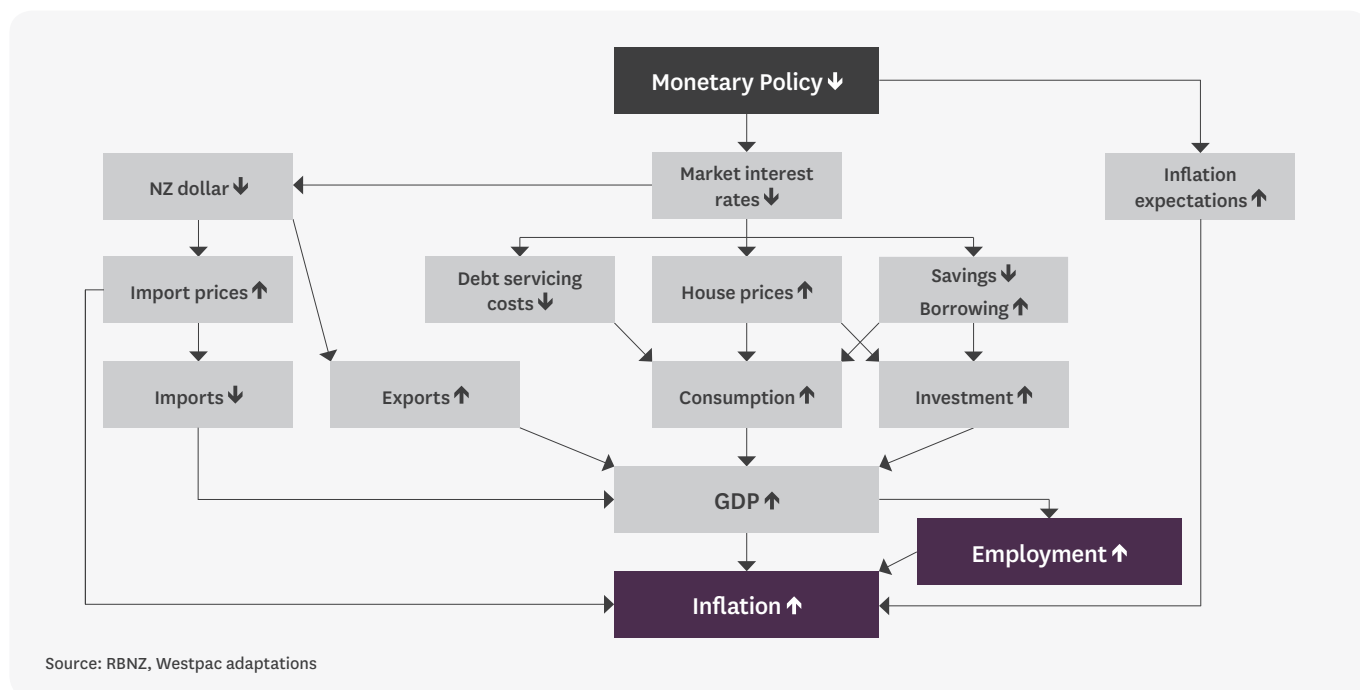 Monetary Policy ↓
NZ dollar ↓
Market interest
rates ↓
Inflation
expectations ↑
Import prices ↑
Debt servicing
costs ↓
House prices ↑
Savings ↓
Borrowing ↑
Imports ↓
Exports ↑
Consumption ↑
Investment ↑
GDP ↑
Employment ↑
Inflation ↑
Source: RBNZ, Westpac adaptations